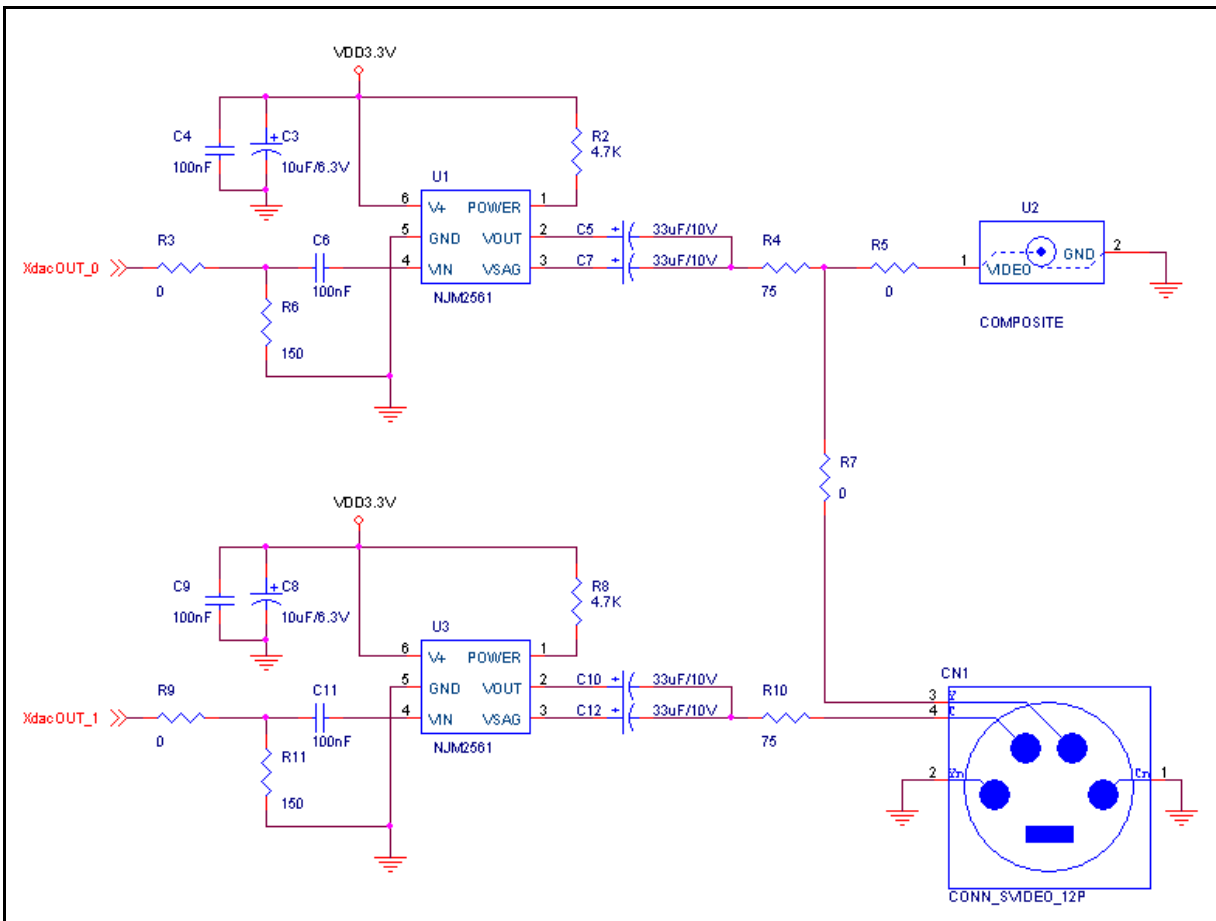 VDD3.3V
C4
100nF
+ C3
10uF/6.3V
R2
4.7K
U1
6 V+ POWER 1
5 GND VOUT 2
4 VIN VSAG 3
NJM2561
XdacOUT_0
R3
0
C6
100nF
R6
150
C5 + 33uF/10V
C7 + 33uF/10V
R4
75
R5
0
U2
1 VIDEO GND 2
COMPOSITE
R7
0
VDD3.3V
C9
100nF
+ C8
10uF/6.3V
R8
4.7K
U3
6 V+ POWER 1
5 GND VOUT 2
4 VIN VSAG 3
NJM2561
XdacOUT_1
R9
0
C11
100nF
R11
150
C10 + 33uF/10V
C12 + 33uF/10V
R10
75
CN1
3 Y
4 C
2 Yn
Cn 1
CONN_SVIDEO_12P